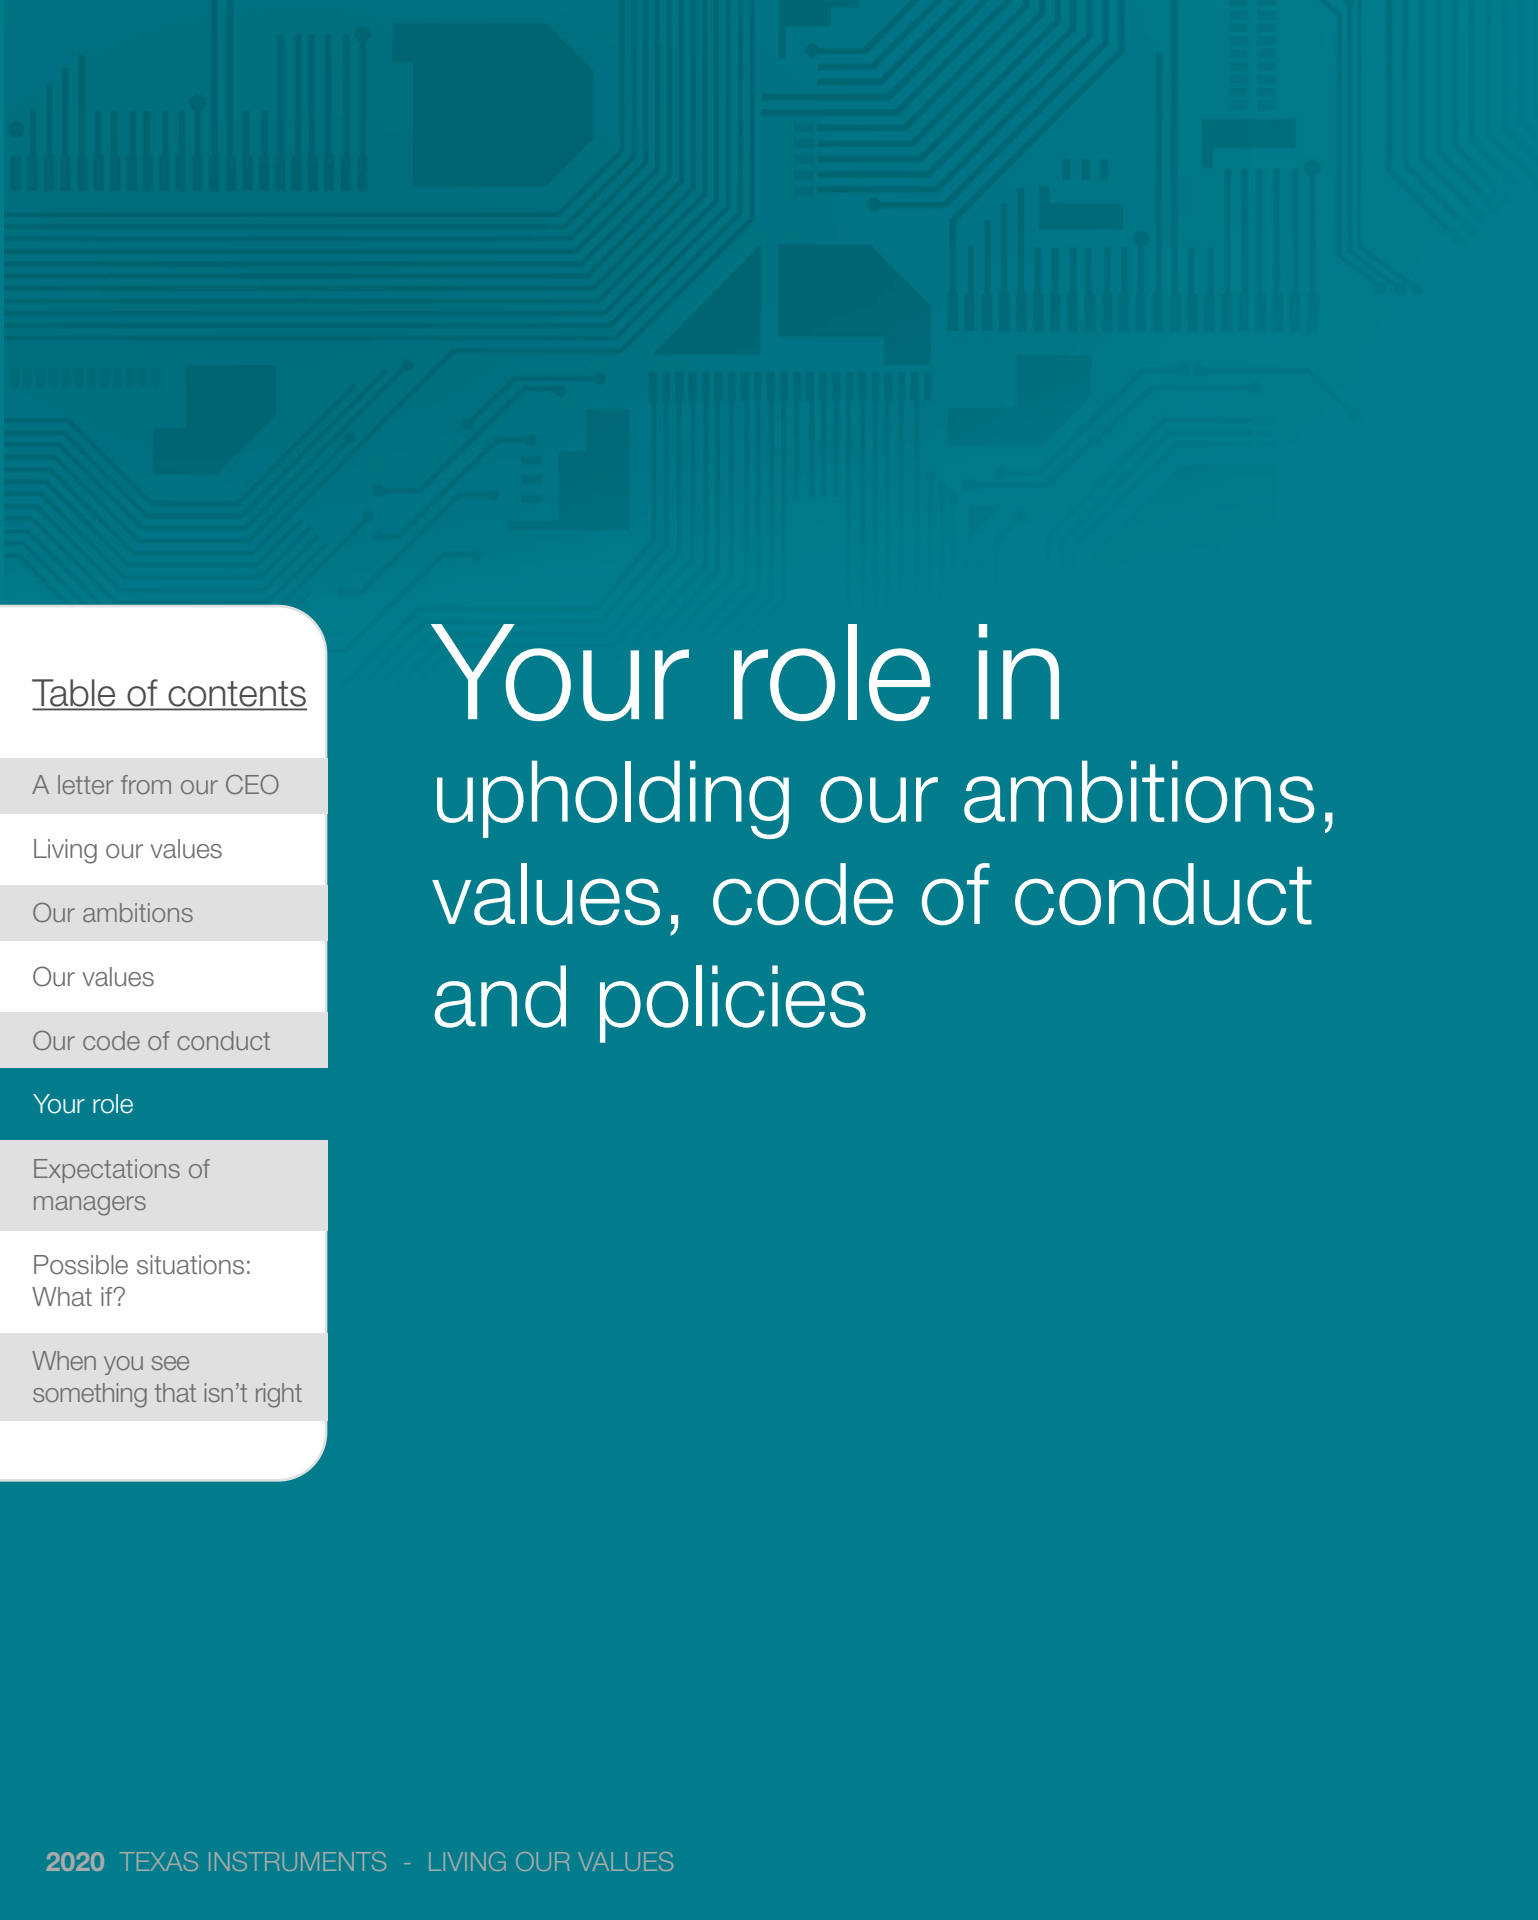 Table of contents
A letter from our CEO
Living our values
Our ambitions
Our values
Our code of conduct
Your role
Expectations of
managers
Possible situations:
What if?
When you see
something that isn’t right
Your role in
upholding our ambitions,
values, code of conduct
and policies
2020 TEXAS INSTRUMENTS - LIVING OUR VALUES